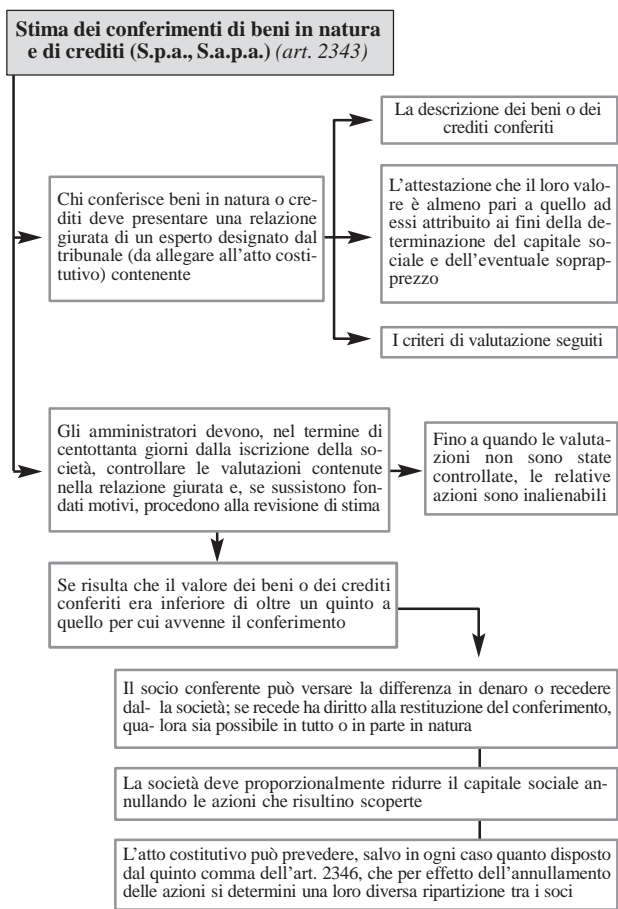 Stima dei conferimenti di beni in natura
e di crediti (S.p.a., S.a.p.a.) (art. 2343)
Chi conferisce beni in natura o cre-
diti deve presentare una relazione
giurata di un esperto designato dal
tribunale (da allegare all'atto costi-
tutivo) contenente
La descrizione dei beni o dei
crediti conferiti
L'attestazione che il loro valo-
re è almeno pari a quello ad
essi attribuito ai fini della de-
terminazione del capitale so-
ciale e dell'eventuale soprap-
prezzo
I criteri di valutazione seguiti
Gli amministratori devono, nel termine di
centottanta giorni dalla iscrizione della so-
cietà, controllare le valutazioni contenute
nella relazione giurata e, se sussistono fon-
dati motivi, procedono alla revisione di stima
Fino a quando le valuta-
zioni non sono state
controllate, le relative
azioni sono inalienabili
Se risulta che il valore dei beni o dei crediti
conferiti era inferiore di oltre un quinto a
quello per cui avvenne il conferimento
Il socio conferente può versare la differenza in denaro o recedere
dal- la società; se recede ha diritto alla restituzione del conferimento,
qua- lora sia possibile in tutto o in parte in natura
La società deve proporzionalmente ridurre il capitale sociale an-
nullando le azioni che risultino scoperte
L'atto costitutivo può prevedere, salvo in ogni caso quanto disposto
dal quinto comma dell'art. 2346, che per effetto dell'annullamento
delle azioni si determini una loro diversa ripartizione tra i soci